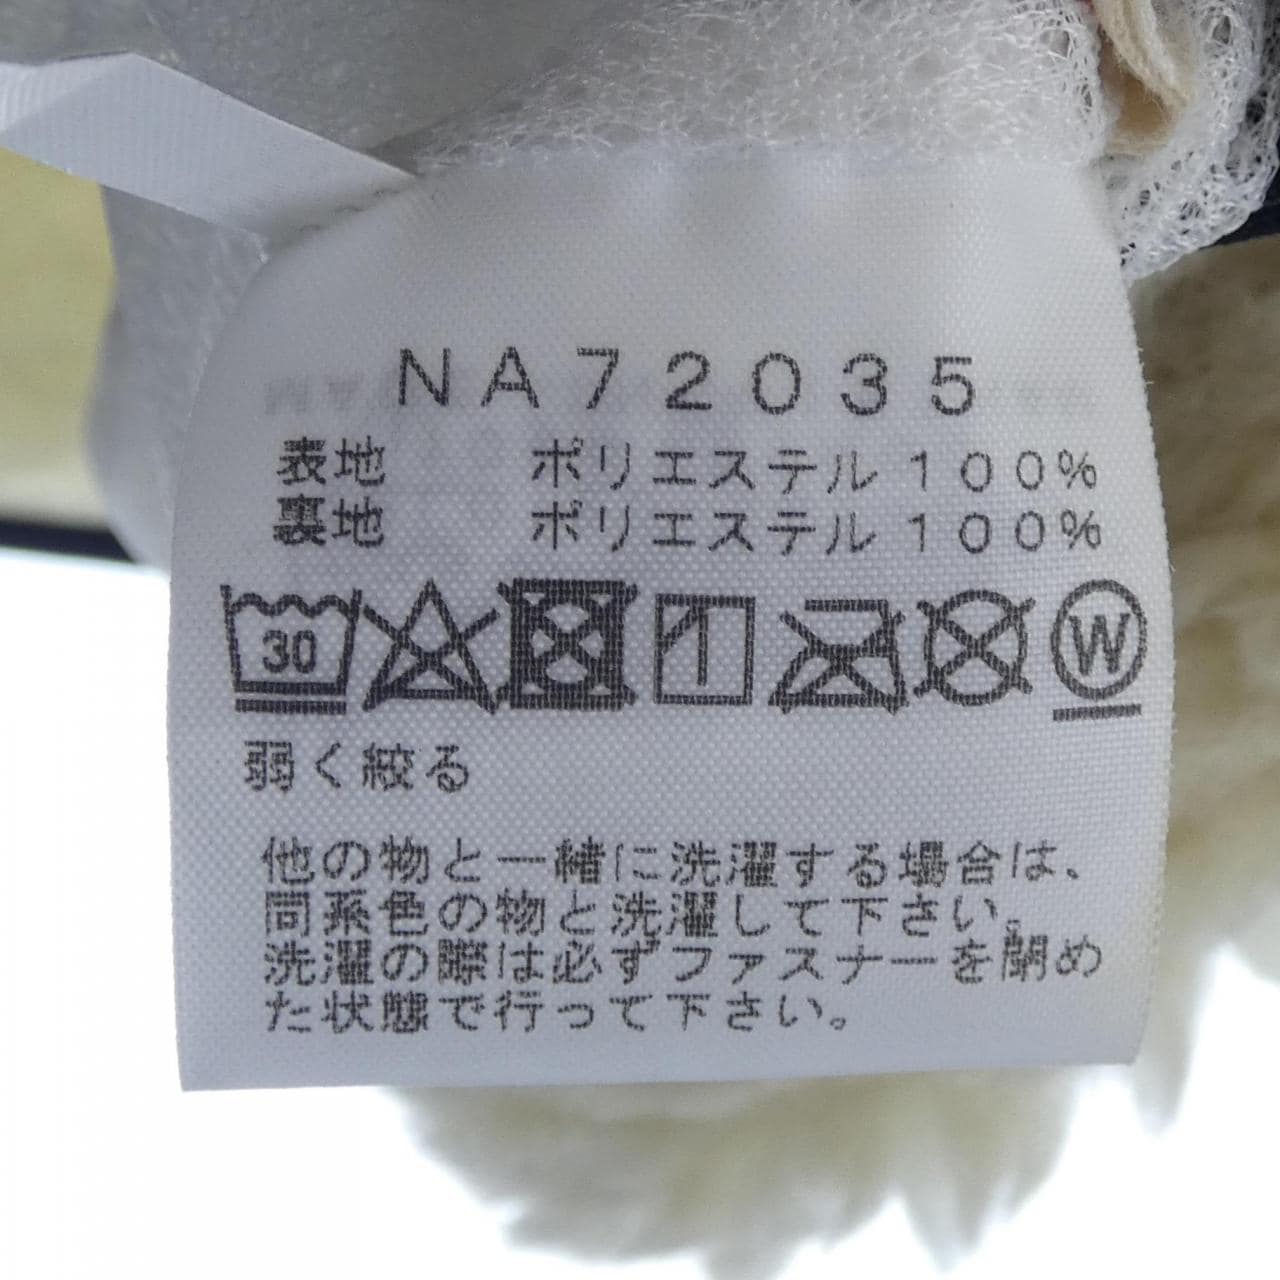 NA72035
表地 ポリエステル100%
裏地 ポリエステル100%
30 W
弱く絞る
他の物と一緒に洗濯する場合は、
同系色の物と洗濯して下さい。
洗濯の際は必ずファスナーを閉め
た状態で行って下さい。